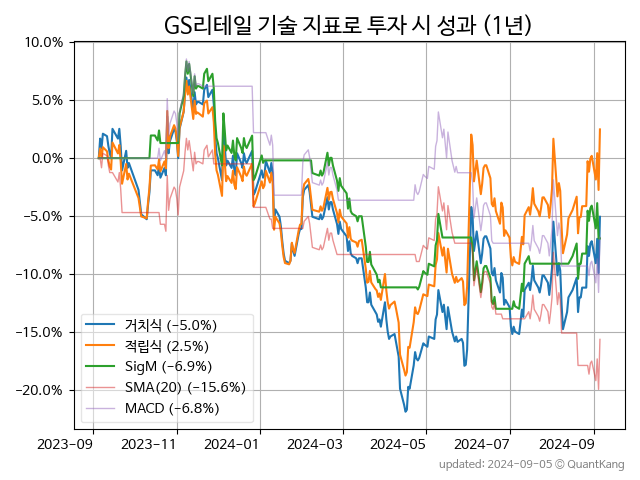 GS리테일 기술 지표로 투자 시 성과 (1년)
10.0%
5.0%
0.0%
−5.0%
−10.0%
−15.0%
−20.0%
거치식 (−5.0%)
적립식 (2.5%)
SigM (−6.9%)
SMA(20) (−15.6%)
MACD (−6.8%)
2023-09 2023-11 2024-01 2024-03 2024-05 2024-07 2024-09
updated: 2024-09-05 © QuantKang